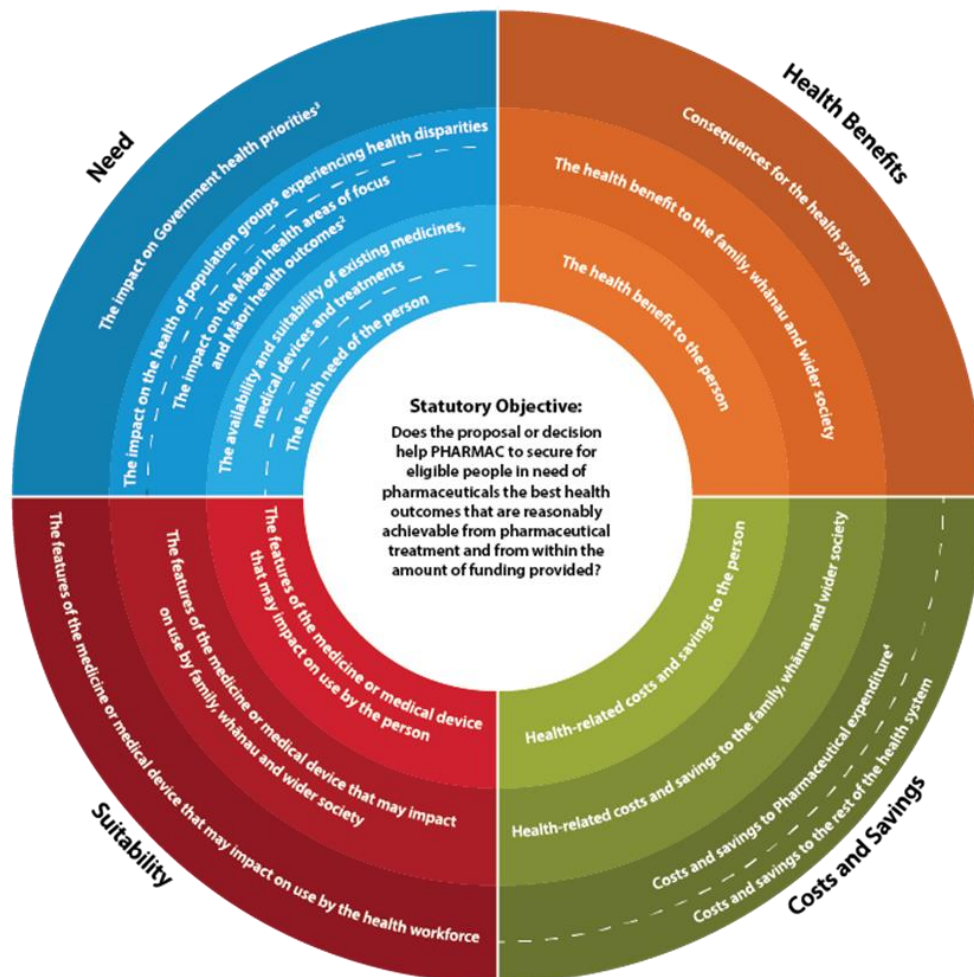 Need
The impact on Government health priorities³
The impact on the health of population groups experiencing health disparities
The impact on the Māori health areas of focus
and Māori health outcomes²
The availability and suitability of existing medicines,
medical devices and treatments
The health need of the person
Health Benefits
Consequences for the health system
The health benefit to the family, whānau and wider society
The health benefit to the person
Statutory Objective:
Does the proposal or decision
help PHARMAC to secure for
eligible people in need of
pharmaceuticals the best health
outcomes that are reasonably
achievable from pharmaceutical
treatment and from within the
amount of funding provided?
Suitability
The features of the medicine or medical device
that may impact on use by the person
The features of the medicine or medical device that may impact
on use by family, whānau and wider society
The features of the medicine or medical device that may impact on use by the health workforce
Costs and Savings
Health-related costs and savings to the person
Health-related costs and savings to the family, whānau and wider society
Costs and savings to Pharmaceutical expenditure⁴
Costs and savings to the rest of the health system